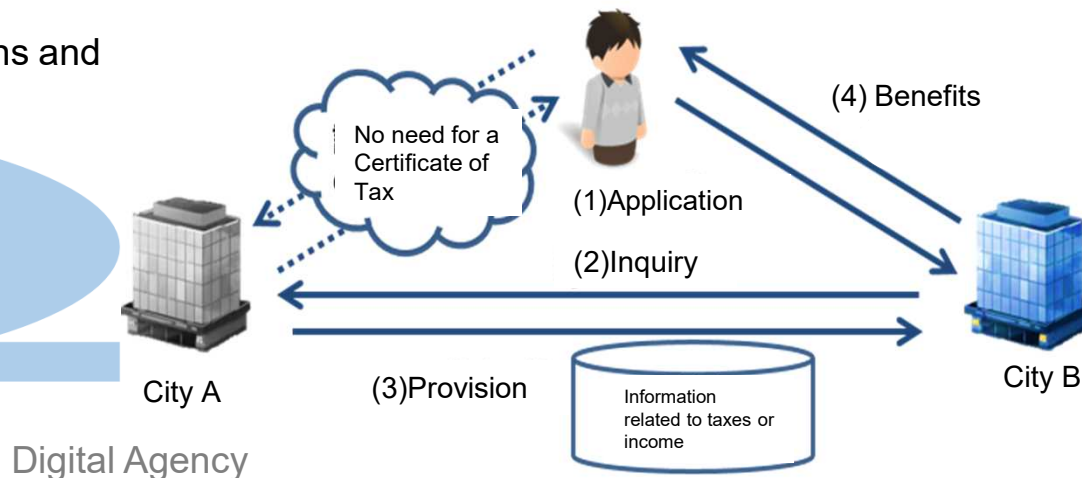 ns and
(4) Benefits
No need for a
Certificate of
Tax
(1)Application
(2)Inquiry
City A
(3)Provision
Information
related to taxes or
income
City B
Digital Agency